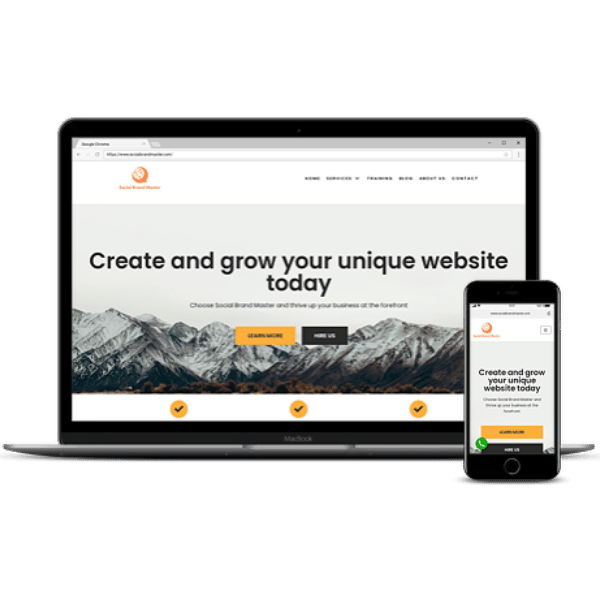 Google Chrome
https://www.socialbrandmaster.com/
Social Brand Master
HOME SERVICES TRAINING BLOG ABOUT US CONTACT
Create and grow your unique website
today
Choose Social Brand Master and thrive up your business at the forefront
LEARN MORE HIRE US
MacBook
www.socialbrandmaster.com
Social Brand Master
Create and grow
your unique
website today
Choose Social Brand Master and
thrive up your business at the
forefront
LEARN MORE
HIRE US